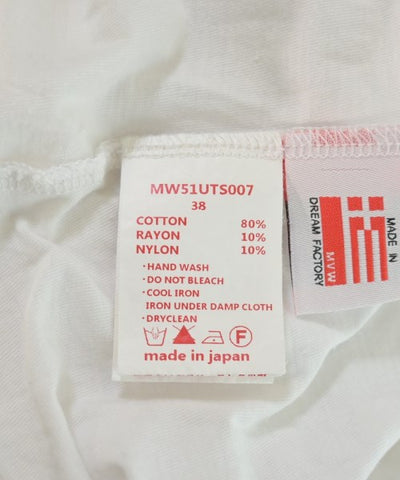 MW51UTS007
38
COTTON 80%
RAYON 10%
NYLON 10%
・HAND WASH
・DO NOT BLEACH
・COOL IRON
IRON UNDER DAMP CLOTH
・DRYCLEAN
F
made in japan
MADE IN
MVW
DREAM FACTORY